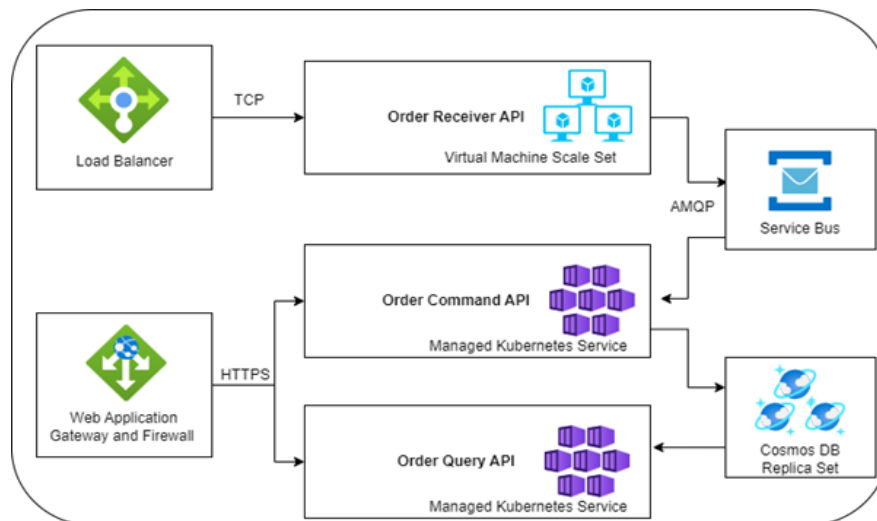 TCP
Load Balancer
Order Receiver API
Virtual Machine Scale Set
AMQP
Service Bus
Order Command API
Managed Kubernetes Service
HTTPS
Web Application
Gateway and Firewall
Order Query API
Managed Kubernetes Service
Cosmos DB
Replica Set